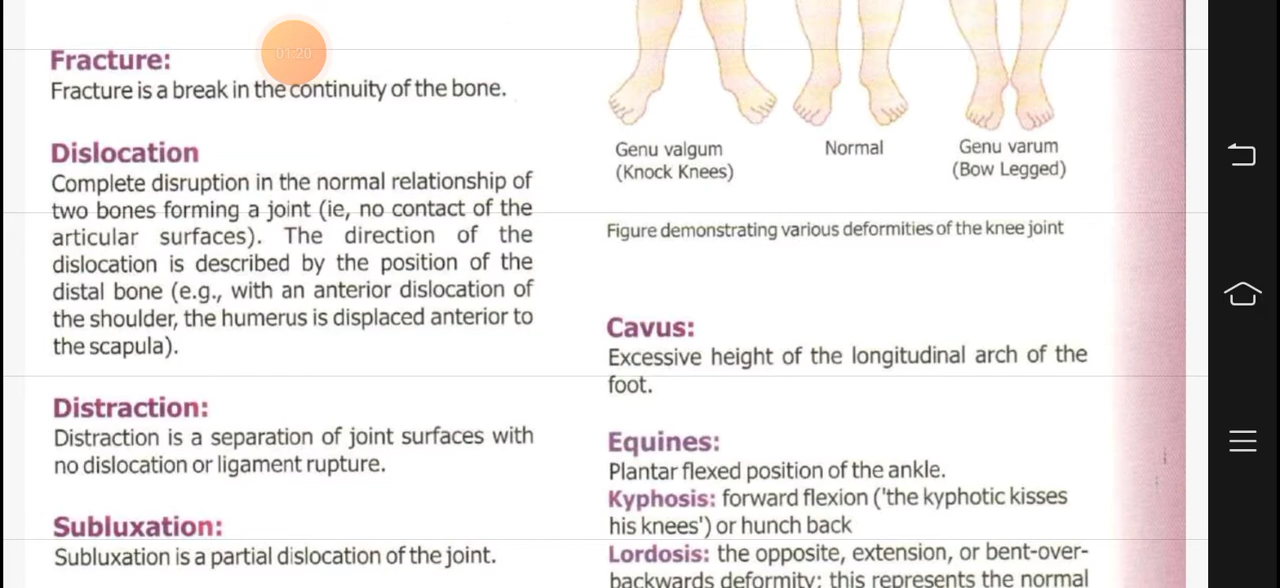 01:20
Fracture:
Fracture is a break in the continuity of the bone.
Dislocation
Complete disruption in the normal relationship of
two bones forming a joint (ie, no contact of the
articular surfaces). The direction of the
dislocation is described by the position of the
distal bone (e.g., with an anterior dislocation of
the shoulder, the humerus is displaced anterior to
the scapula).
Distraction:
Distraction is a separation of joint surfaces with
no dislocation or ligament rupture.
Subluxation:
Subluxation is a partial dislocation of the joint.
Genu valgum
(Knock Knees)
Normal
Genu varum
(Bow Legged)
Figure demonstrating various deformities of the knee joint
Cavus:
Excessive height of the longitudinal arch of the
foot.
Equines:
Plantar flexed position of the ankle.
Kyphosis: forward flexion ('the kyphotic kisses
his knees') or hunch back
Lordosis: the opposite, extension, or bent-over-
backwards deformity; this represents the normal